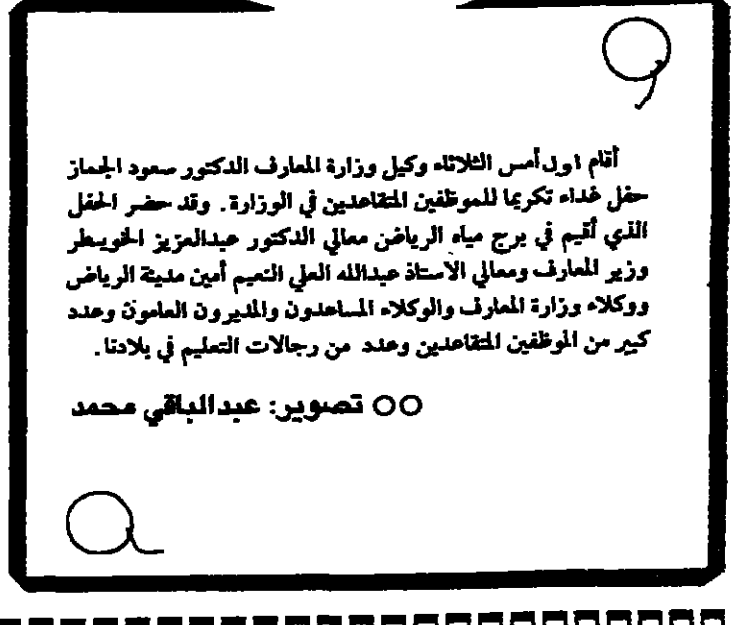 أقام اول أمس الثلاثاء وكيل وزارة المعارف الدكتور سعود الجماز
حفل غداء تكريما للموظفين المتقاعدين في الوزارة. وقد حضر الحفل
الذي أقيم في برج مياه الرياض معالي الدكتور عبدالعزيز الخويطر
وزير المعارف ومعالي الأستاذ عبدالله العلي النعيم أمين مدينة الرياض
ووكلاء وزارة المعارف والوكلاء المساعدون والمديرون العامون وعدد
كبير من الموظفين المتقاعدين وعدد من رجالات التعليم في بلادنا.
○○ تصوير: عبدالباقي محمد